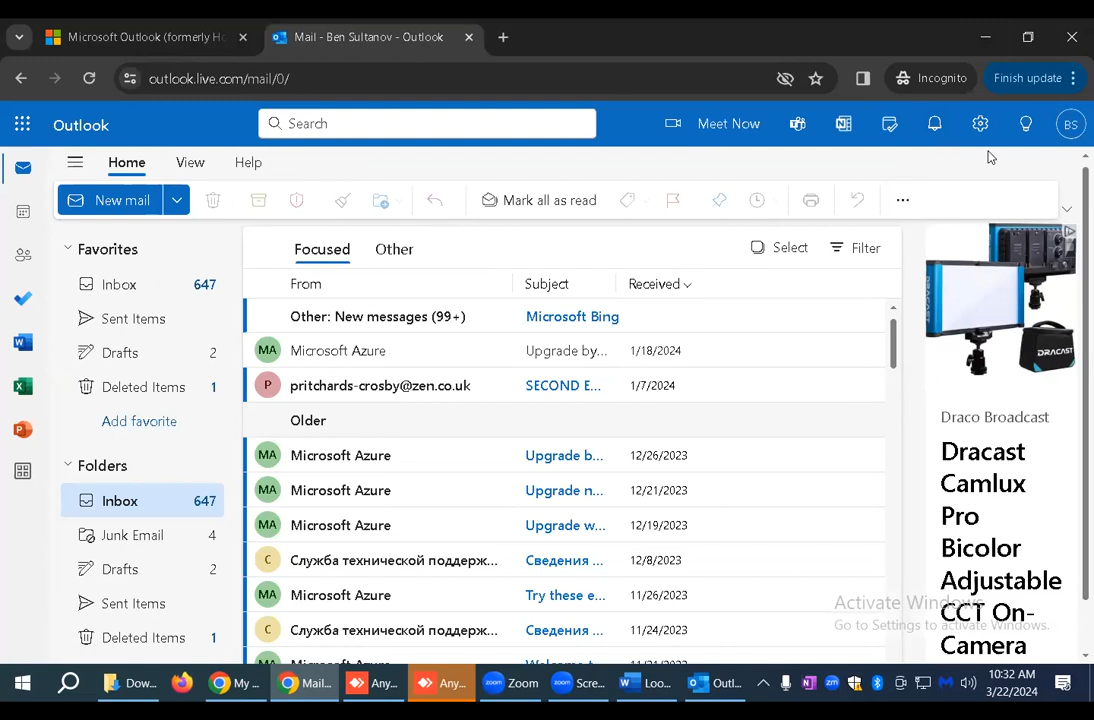 Microsoft Outlook (formerly Ho
Mail - Ben Sultanov - Outlook
outlook.live.com/mail/0/
Incognito
Finish update
Outlook
Search
Meet Now
BS
Home
View
Help
New mail
Mark all as read
Favorites
Inbox 647
Sent Items
Drafts 2
Deleted Items 1
Add favorite
Folders
Inbox 647
Junk Email 4
Drafts 2
Sent Items
Deleted Items 1
Focused
Other
Select
Filter
From
Subject
Received
Other: New messages (99+) Microsoft Bing
MA Microsoft Azure Upgrade by... 1/18/2024
P pritchards-crosby@zen.co.uk SECOND E... 1/7/2024
Older
MA Microsoft Azure Upgrade b... 12/26/2023
MA Microsoft Azure Upgrade n... 12/21/2023
MA Microsoft Azure Upgrade w... 12/19/2023
C Служба технической поддерж... Сведения ... 12/8/2023
MA Microsoft Azure Try these e... 11/26/2023
C Служба технической поддерж... Сведения ... 11/24/2023
DRACAST
Draco Broadcast
Dracast
Camlux
Pro
Bicolor
Adjustable
CCT On-
Camera
Activate Windows
Go to Settings to activate Windows.
Dow...
My ...
Mail...
Any...
Any...
Zoom
Scre...
Loo...
Outl...
10:32 AM
3/22/2024